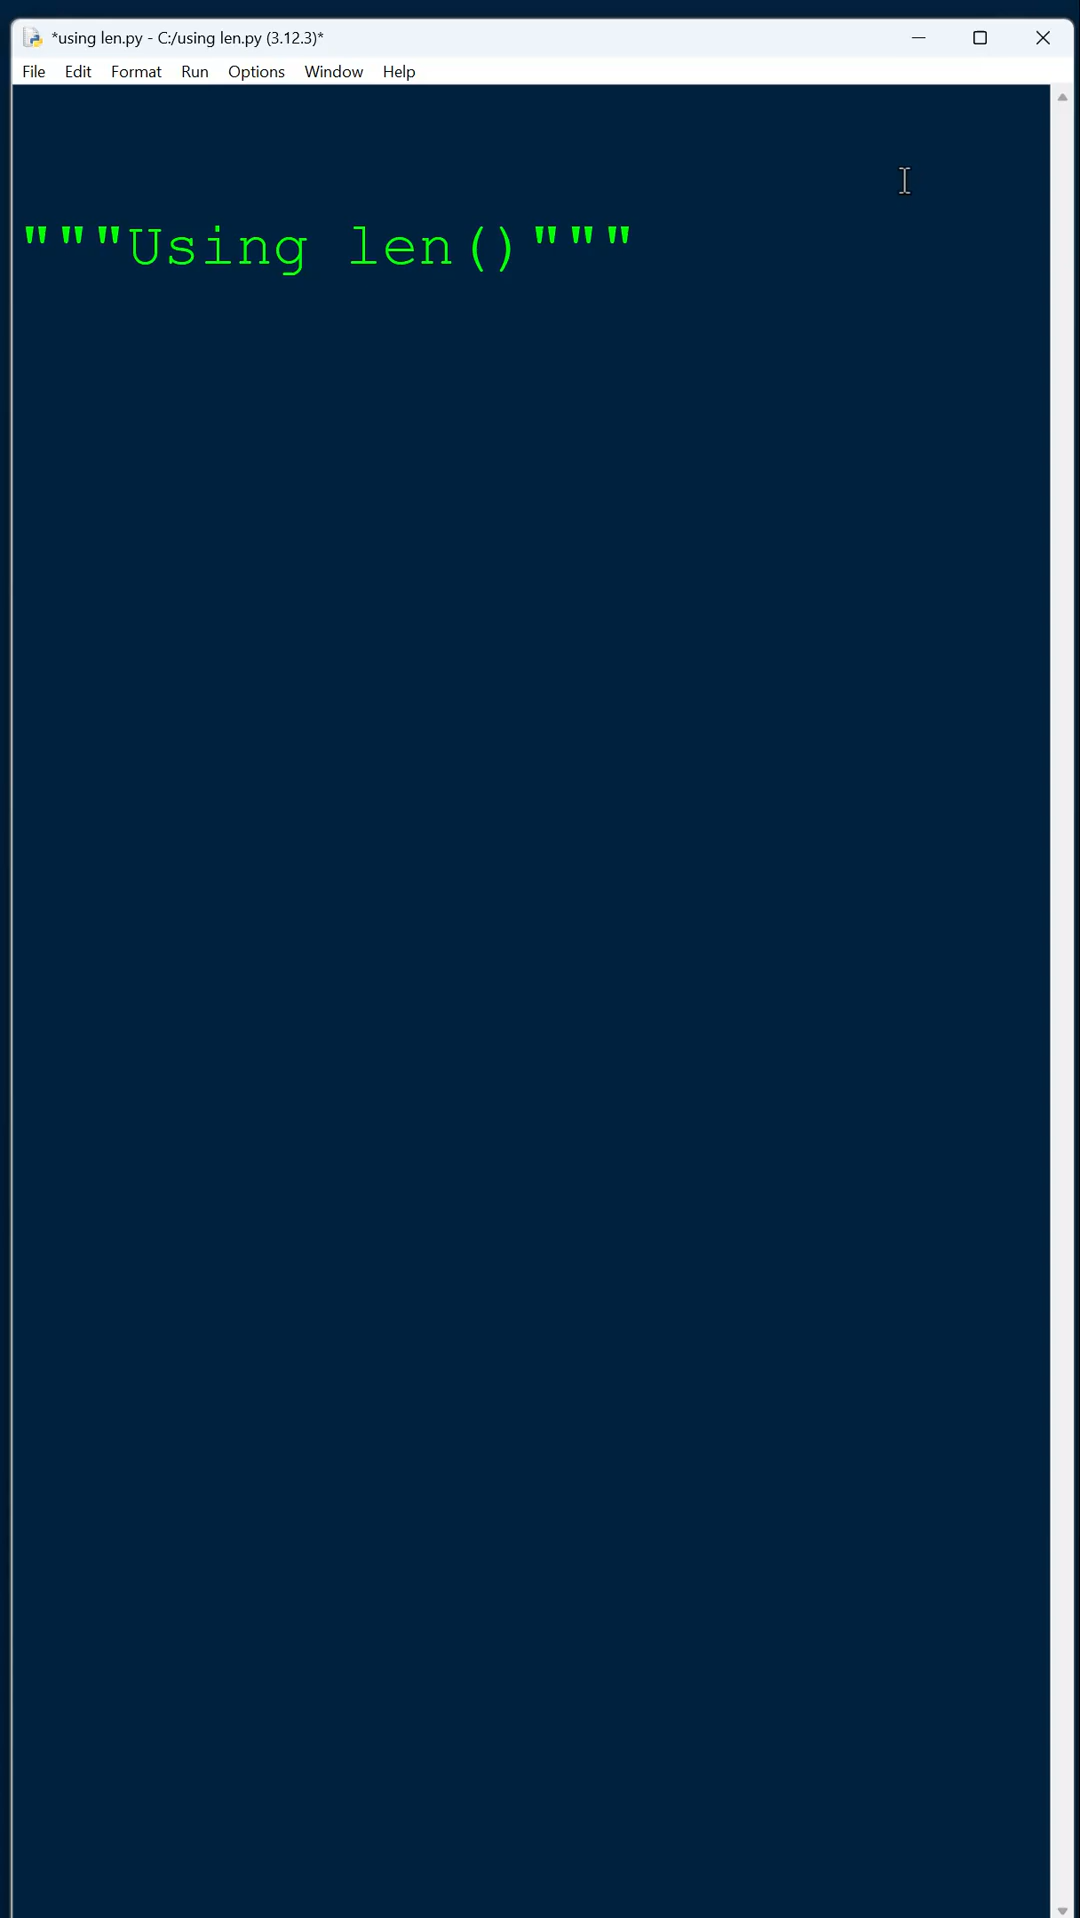 *using len.py - C:/using len.py (3.12.3)*
File Edit Format Run Options Window Help
"""Using len()"""